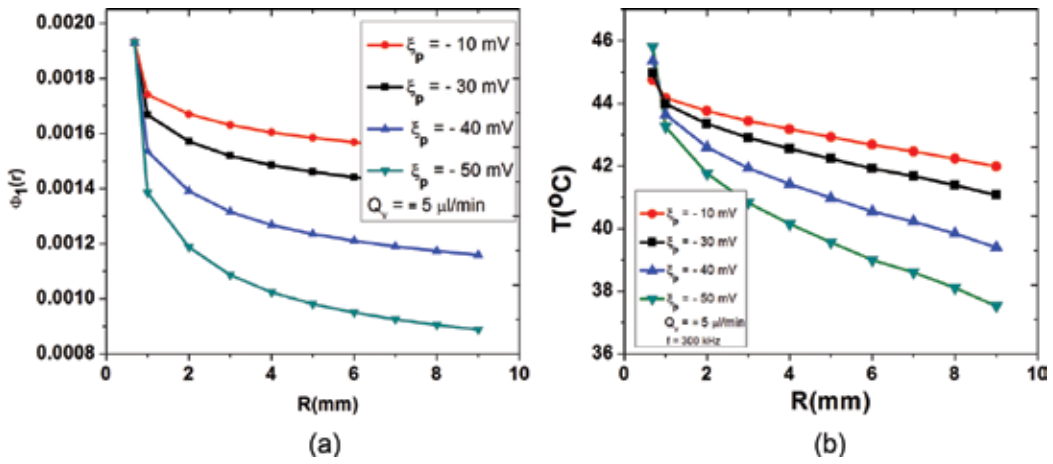 0.0020
0.0018
0.0016
0.0014
0.0012
0.0010
0.0008
Φ1(r)
ξp = - 10 mV
ξp = - 30 mV
ξp = - 40 mV
ξp = - 50 mV
Qv = = 5 μl/min
0 2 4 6 8 10
R(mm)
(a)
46
44
42
40
38
36
T(ºC)
ξp = - 10 mV
ξp = - 30 mV
ξp = - 40 mV
ξp = - 50 mV
Qv = = 5 μl/min
f = 300 kHz
0 2 4 6 8 10
R(mm)
(b)